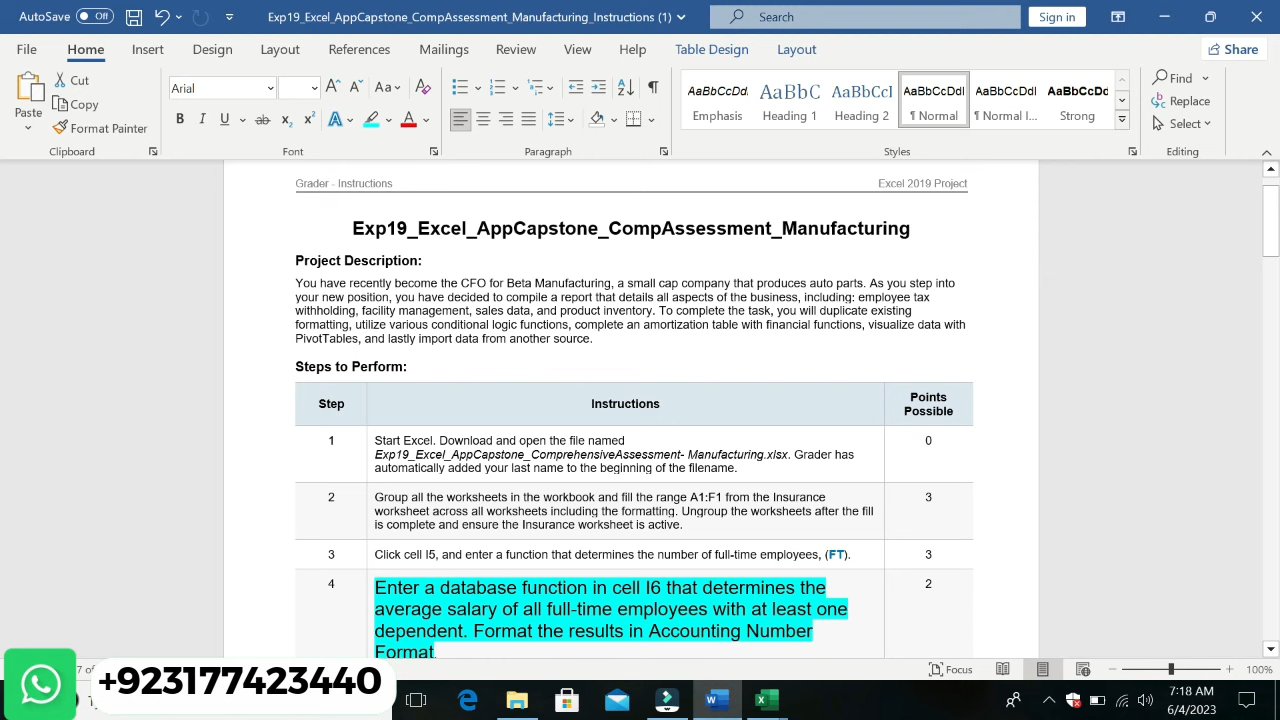 AutoSave Off Exp19_Excel_AppCapstone_CompAssessment_Manufacturing_Instructions (1) Search Sign in
File Home Insert Design Layout References Mailings Review View Help Table Design Layout Share
Paste Cut Copy Format Painter
Arial
AaBbCcDd. AaBbC AaBbCcI AaBbCcDdI AaBbCcDdI AaBbCcDc
Emphasis Heading 1 Heading 2 ¶ Normal ¶ Normal I... Strong
Find Replace Select
Clipboard Font Paragraph Styles Editing
Grader - Instructions Excel 2019 Project
Exp19_Excel_AppCapstone_CompAssessment_Manufacturing
Project Description:
You have recently become the CFO for Beta Manufacturing, a small cap company that produces auto parts. As you step into
your new position, you have decided to compile a report that details all aspects of the business, including: employee tax
withholding, facility management, sales data, and product inventory. To complete the task, you will duplicate existing
formatting, utilize various conditional logic functions, complete an amortization table with financial functions, visualize data with
PivotTables, and lastly import data from another source.
Steps to Perform:
Step Instructions Points Possible
1 Start Excel. Download and open the file named 0
Exp19_Excel_AppCapstone_ComprehensiveAssessment- Manufacturing.xlsx. Grader has
automatically added your last name to the beginning of the filename.
2 Group all the worksheets in the workbook and fill the range A1:F1 from the Insurance 3
worksheet across all worksheets including the formatting. Ungroup the worksheets after the fill
is complete and ensure the Insurance worksheet is active.
3 Click cell I5, and enter a function that determines the number of full-time employees, (FT). 3
4 Enter a database function in cell I6 that determines the 2
average salary of all full-time employees with at least one
dependent. Format the results in Accounting Number
Format.
Focus 100%
+923177423440
7:18 AM
6/4/2023